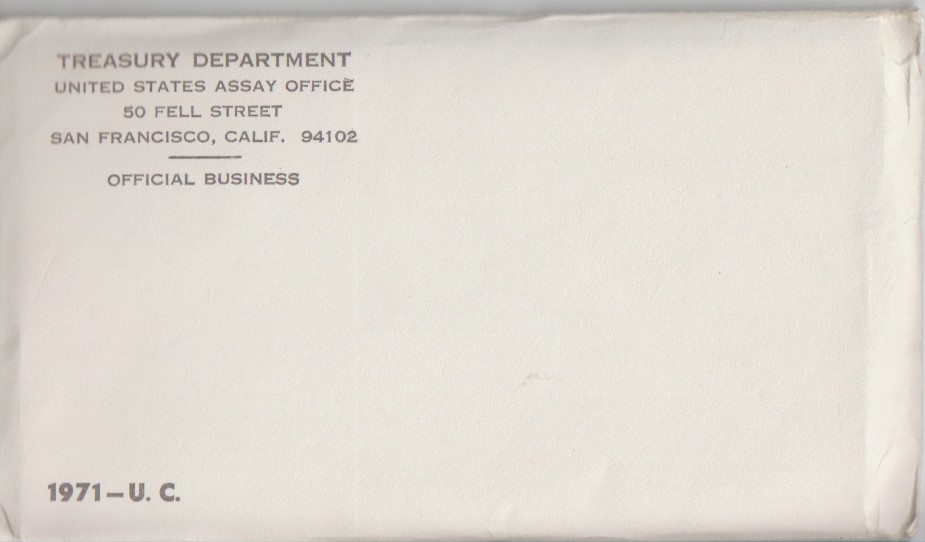 TREASURY DEPARTMENT
UNITED STATES ASSAY OFFICE
50 FELL STREET
SAN FRANCISCO, CALIF. 94102
OFFICIAL BUSINESS
1971–U. C.